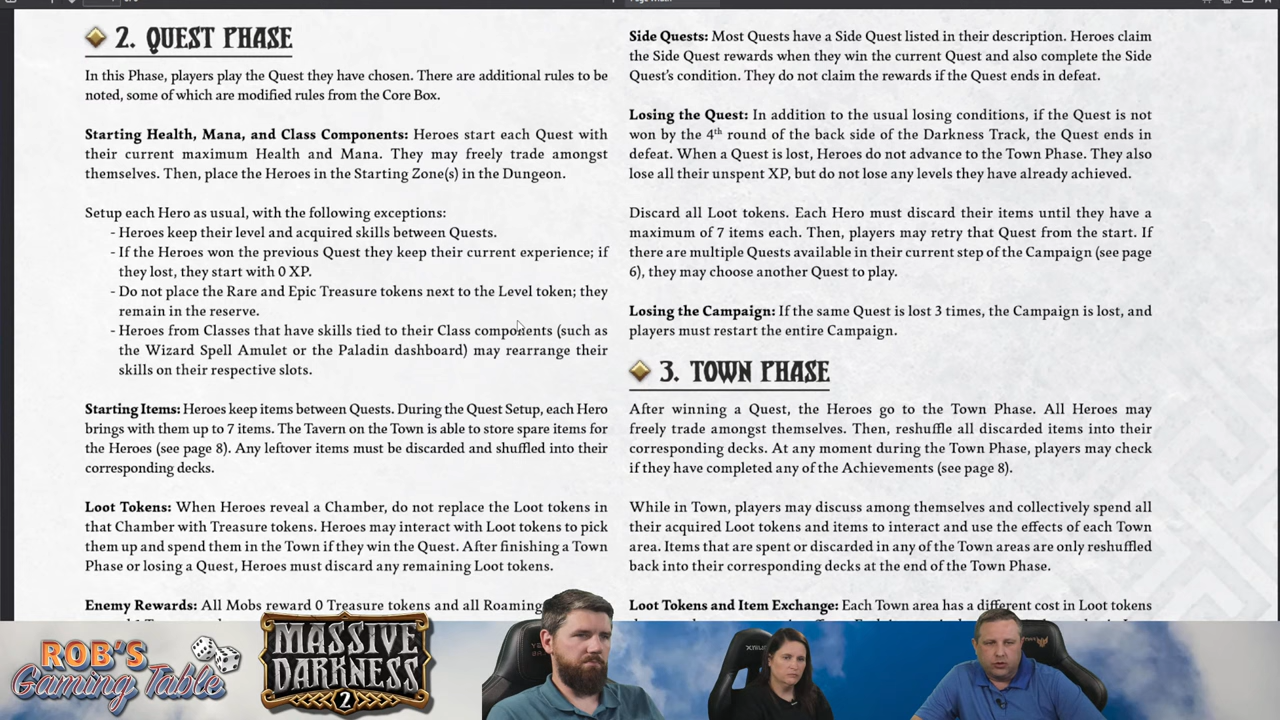 2. QUEST PHASE
In this Phase, players play the Quest they have chosen. There are additional rules to be
noted, some of which are modified rules from the Core Box.
Starting Health, Mana, and Class Components: Heroes start each Quest with
their current maximum Health and Mana. They may freely trade amongst
themselves. Then, place the Heroes in the Starting Zone(s) in the Dungeon.
Setup each Hero as usual, with the following exceptions:
- Heroes keep their level and acquired skills between Quests.
- If the Heroes won the previous Quest they keep their current experience; if
they lost, they start with 0 XP.
- Do not place the Rare and Epic Treasure tokens next to the Level token; they
remain in the reserve.
- Heroes from Classes that have skills tied to their Class components (such as
the Wizard Spell Amulet or the Paladin dashboard) may rearrange their
skills on their respective slots.
Starting Items: Heroes keep items between Quests. During the Quest Setup, each Hero
brings with them up to 7 items. The Tavern on the Town is able to store spare items for
the Heroes (see page 8). Any leftover items must be discarded and shuffled into their
corresponding decks.
Loot Tokens: When Heroes reveal a Chamber, do not replace the Loot tokens in
that Chamber with Treasure tokens. Heroes may interact with Loot tokens to pick
them up and spend them in the Town if they win the Quest. After finishing a Town
Phase or losing a Quest, Heroes must discard any remaining Loot tokens.
Enemy Rewards: All Mobs reward 0 Treasure tokens and all Roaming
Side Quests: Most Quests have a Side Quest listed in their description. Heroes claim
the Side Quest rewards when they win the current Quest and also complete the Side
Quest's condition. They do not claim the rewards if the Quest ends in defeat.
Losing the Quest: In addition to the usual losing conditions, if the Quest is not
won by the 4th round of the back side of the Darkness Track, the Quest ends in
defeat. When a Quest is lost, Heroes do not advance to the Town Phase. They also
lose all their unspent XP, but do not lose any levels they have already achieved.
Discard all Loot tokens. Each Hero must discard their items until they have a
maximum of 7 items each. Then, players may retry that Quest from the start. If
there are multiple Quests available in their current step of the Campaign (see page
6), they may choose another Quest to play.
Losing the Campaign: If the same Quest is lost 3 times, the Campaign is lost, and
players must restart the entire Campaign.
3. TOWN PHASE
After winning a Quest, the Heroes go to the Town Phase. All Heroes may
freely trade amongst themselves. Then, reshuffle all discarded items into their
corresponding decks. At any moment during the Town Phase, players may check
if they have completed any of the Achievements (see page 8).
While in Town, players may discuss among themselves and collectively spend all
their acquired Loot tokens and items to interact and use the effects of each Town
area. Items that are spent or discarded in any of the Town areas are only reshuffled
back into their corresponding decks at the end of the Town Phase.
Loot Tokens and Item Exchange: Each Town area has a different cost in Loot tokens
ROB'S
Gaming Table
MASSIVE
DARKNESS
2